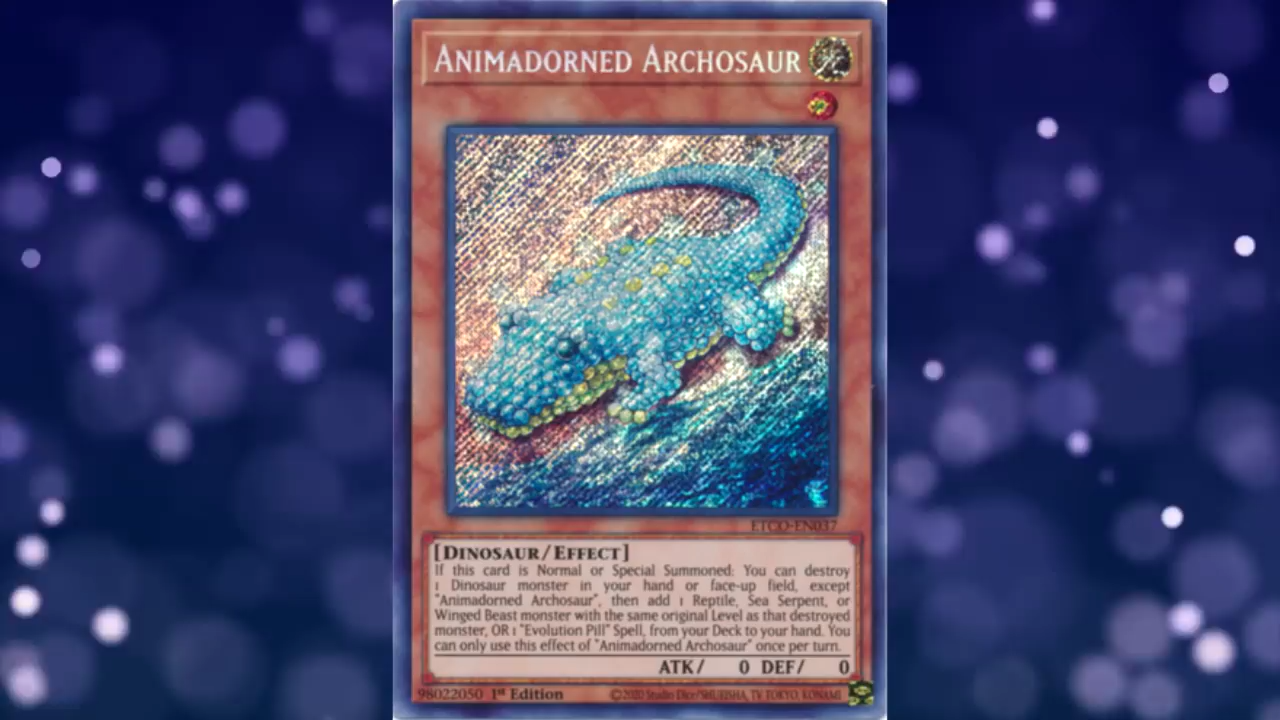 ANIMADORNED ARCHOSAUR
ETCO-EN037
[DINOSAUR/EFFECT]
If this card is Normal or Special Summoned: You can destroy
1 Dinosaur monster in your hand or face-up field, except
"Animadorned Archosaur", then add 1 Reptile, Sea Serpent, or
Winged Beast monster with the same original Level as that destroyed
monster, OR 1 "Evolution Pill" Spell, from your Deck to your hand. You
can only use this effect of "Animadorned Archosaur" once per turn.
ATK/ 0 DEF/ 0
98022050 1st Edition ©2020 Studio Dice/SHUEISHA, TV TOKYO, KONAMI